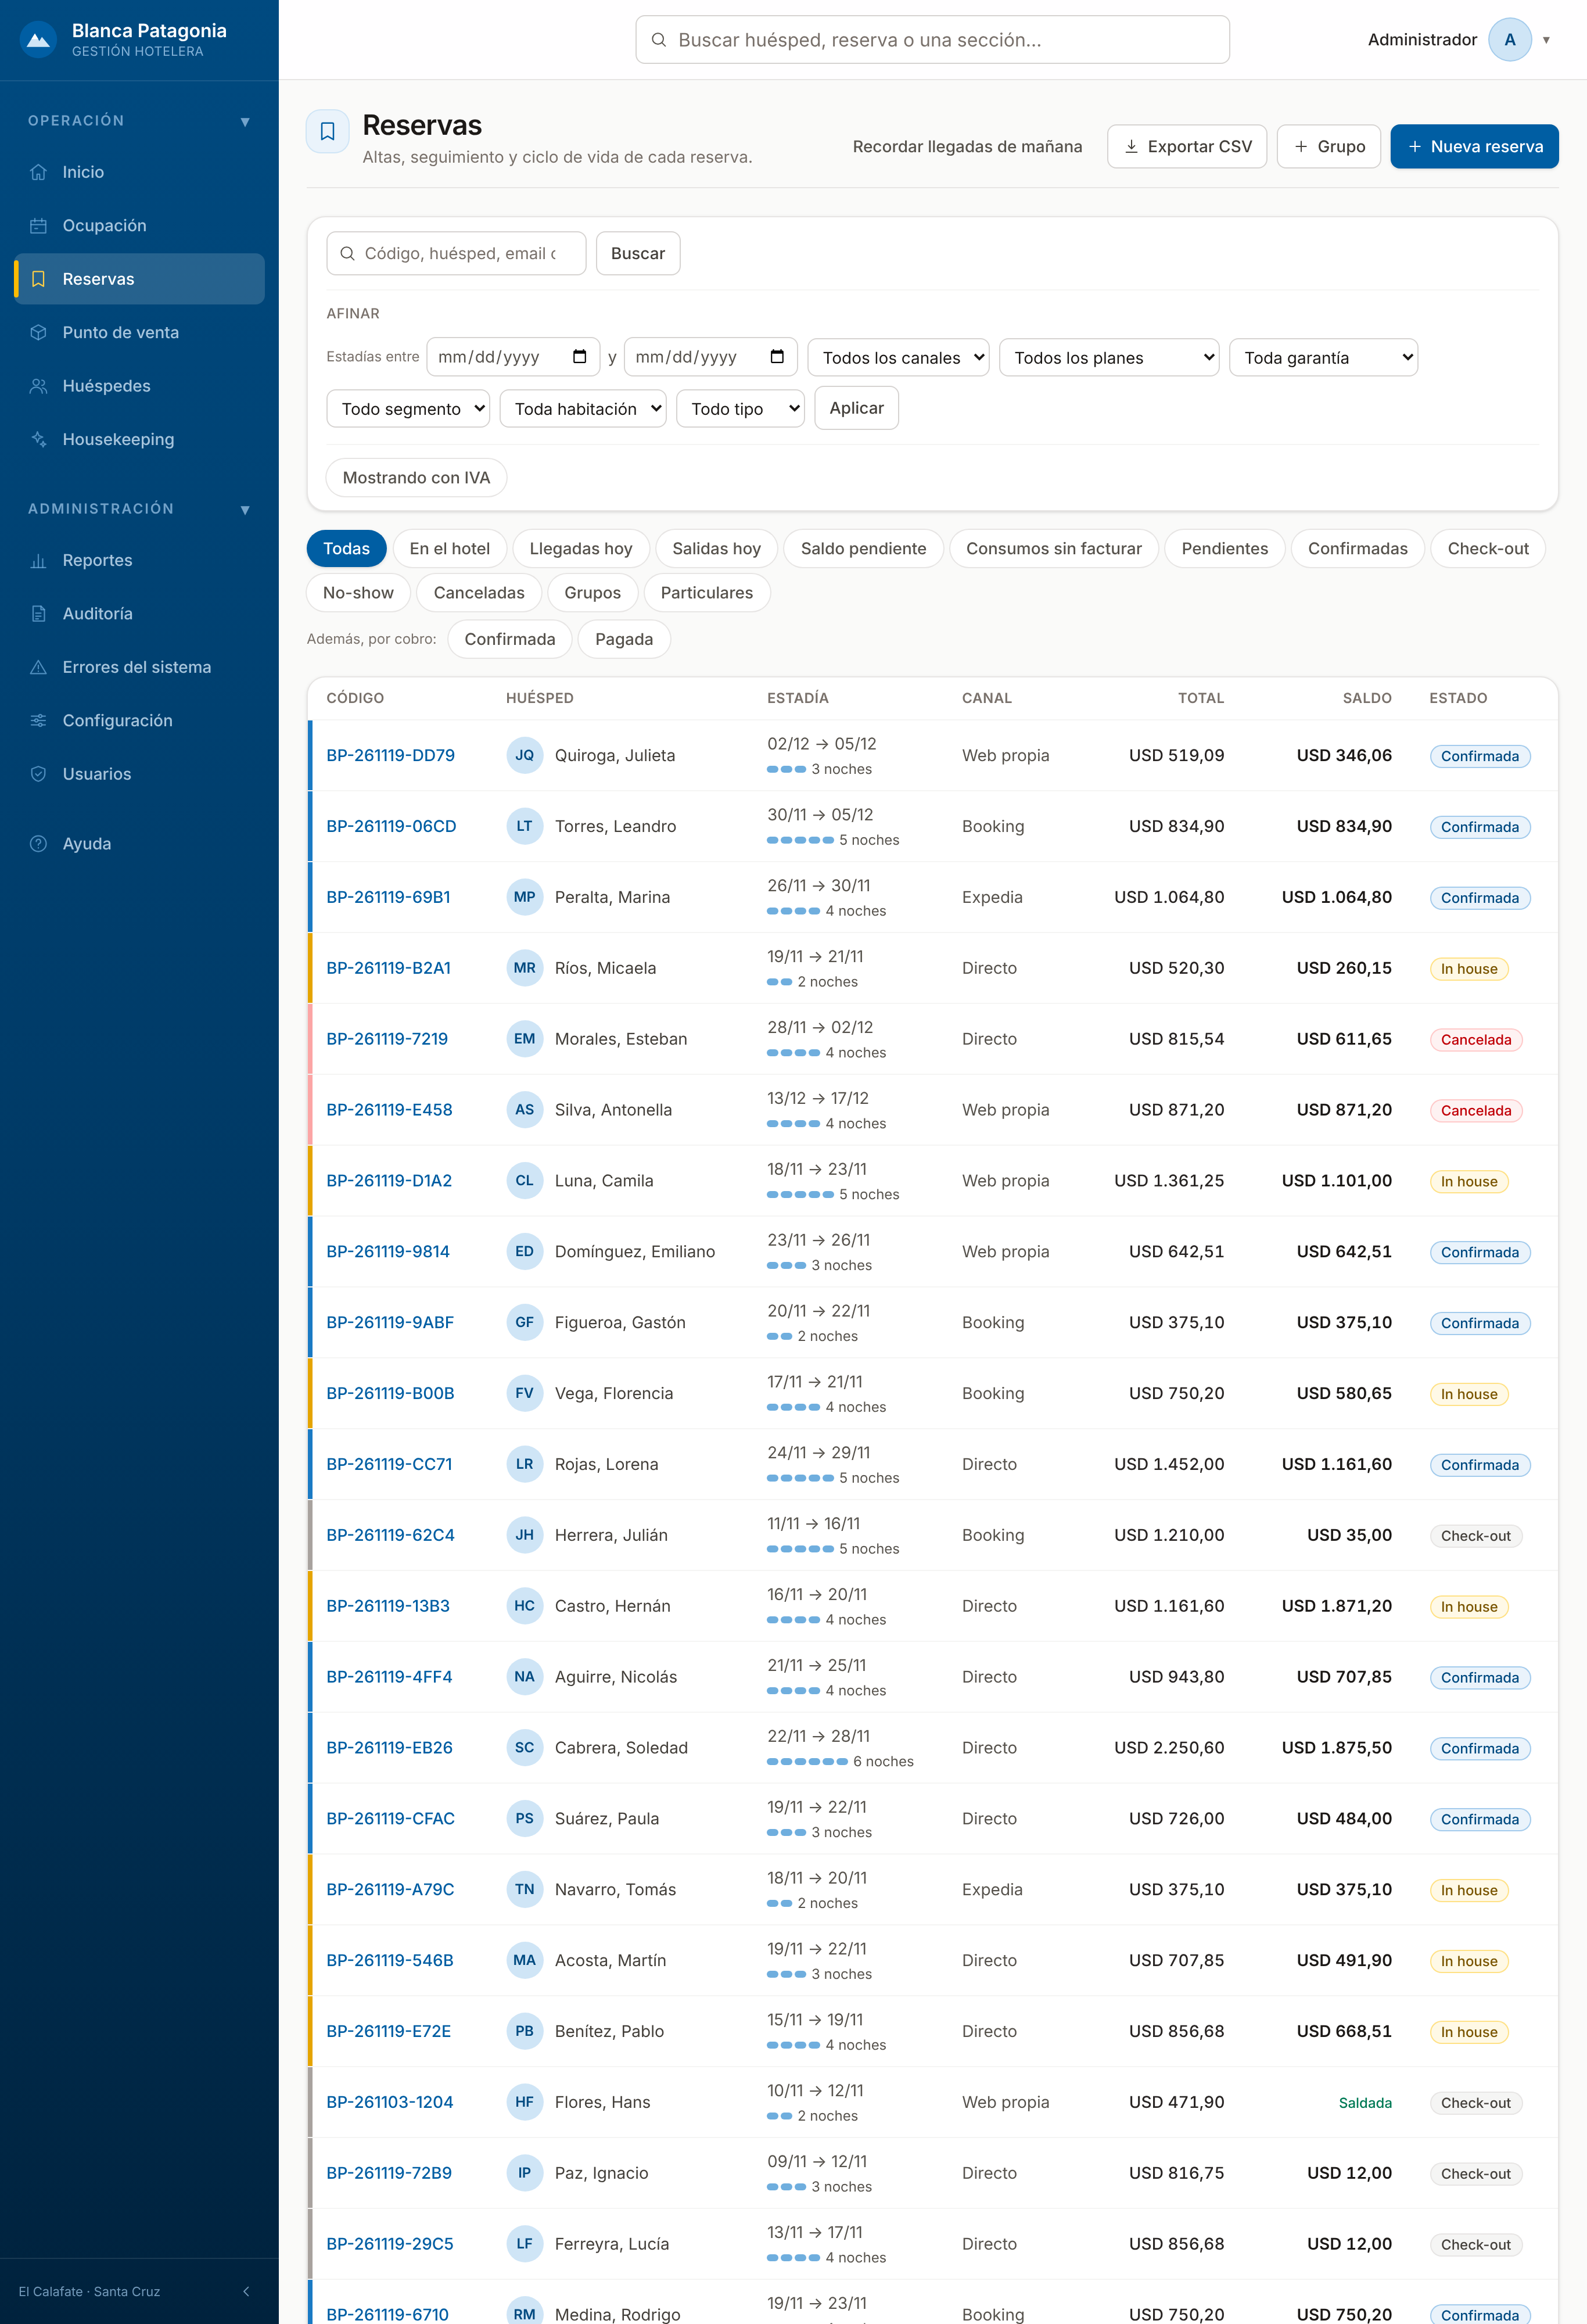 Blanca Patagonia
GESTIÓN HOTELERA
Buscar huésped, reserva o una sección...
Administrador A ▾
OPERACIÓN ▾
Inicio
Ocupación
Reservas
Punto de venta
Huéspedes
Housekeeping
ADMINISTRACIÓN ▾
Reportes
Auditoría
Errores del sistema
Configuración
Usuarios
Ayuda
El Calafate · Santa Cruz
Reservas
Altas, seguimiento y ciclo de vida de cada reserva.
Recordar llegadas de mañana Exportar CSV + Grupo + Nueva reserva
Código, huésped, email Buscar
AFINAR
Estadías entre mm/dd/yyyy y mm/dd/yyyy Todos los canales Todos los planes Toda garantía
Todo segmento Toda habitación Todo tipo Aplicar
Mostrando con IVA
Todas En el hotel Llegadas hoy Salidas hoy Saldo pendiente Consumos sin facturar Pendientes Confirmadas Check-out
No-show Canceladas Grupos Particulares
Además, por cobro: Confirmada Pagada
CÓDIGO HUÉSPED ESTADÍA CANAL TOTAL SALDO ESTADO
BP-261119-DD79 JQ Quiroga, Julieta 02/12 → 05/12 Web propia USD 519,09 USD 346,06 Confirmada
3 noches
BP-261119-06CD LT Torres, Leandro 30/11 → 05/12 Booking USD 834,90 USD 834,90 Confirmada
5 noches
BP-261119-69B1 MP Peralta, Marina 26/11 → 30/11 Expedia USD 1.064,80 USD 1.064,80 Confirmada
4 noches
BP-261119-B2A1 MR Ríos, Micaela 19/11 → 21/11 Directo USD 520,30 USD 260,15 In house
2 noches
BP-261119-7219 EM Morales, Esteban 28/11 → 02/12 Directo USD 815,54 USD 611,65 Cancelada
4 noches
BP-261119-E458 AS Silva, Antonella 13/12 → 17/12 Web propia USD 871,20 USD 871,20 Cancelada
4 noches
BP-261119-D1A2 CL Luna, Camila 18/11 → 23/11 Web propia USD 1.361,25 USD 1.101,00 In house
5 noches
BP-261119-9814 ED Domínguez, Emiliano 23/11 → 26/11 Web propia USD 642,51 USD 642,51 Confirmada
3 noches
BP-261119-9ABF GF Figueroa, Gastón 20/11 → 22/11 Booking USD 375,10 USD 375,10 Confirmada
2 noches
BP-261119-B00B FV Vega, Florencia 17/11 → 21/11 Booking USD 750,20 USD 580,65 In house
4 noches
BP-261119-CC71 LR Rojas, Lorena 24/11 → 29/11 Directo USD 1.452,00 USD 1.161,60 Confirmada
5 noches
BP-261119-62C4 JH Herrera, Julián 11/11 → 16/11 Booking USD 1.210,00 USD 35,00 Check-out
5 noches
BP-261119-13B3 HC Castro, Hernán 16/11 → 20/11 Directo USD 1.161,60 USD 1.871,20 In house
4 noches
BP-261119-4FF4 NA Aguirre, Nicolás 21/11 → 25/11 Directo USD 943,80 USD 707,85 Confirmada
4 noches
BP-261119-EB26 SC Cabrera, Soledad 22/11 → 28/11 Directo USD 2.250,60 USD 1.875,50 Confirmada
6 noches
BP-261119-CFAC PS Suárez, Paula 19/11 → 22/11 Directo USD 726,00 USD 484,00 Confirmada
3 noches
BP-261119-A79C TN Navarro, Tomás 18/11 → 20/11 Expedia USD 375,10 USD 375,10 In house
2 noches
BP-261119-546B MA Acosta, Martín 19/11 → 22/11 Directo USD 707,85 USD 491,90 In house
3 noches
BP-261119-E72E PB Benítez, Pablo 15/11 → 19/11 Directo USD 856,68 USD 668,51 In house
4 noches
BP-261103-1204 HF Flores, Hans 10/11 → 12/11 Web propia USD 471,90 Saldada Check-out
2 noches
BP-261119-72B9 IP Paz, Ignacio 09/11 → 12/11 Directo USD 816,75 USD 12,00 Check-out
3 noches
BP-261119-29C5 LF Ferreyra, Lucía 13/11 → 17/11 Directo USD 856,68 USD 12,00 Check-out
4 noches
BP-261119-6710 RM Medina, Rodrigo 19/11 → 23/11 Booking USD 750,20 USD 750,20 Confirmada